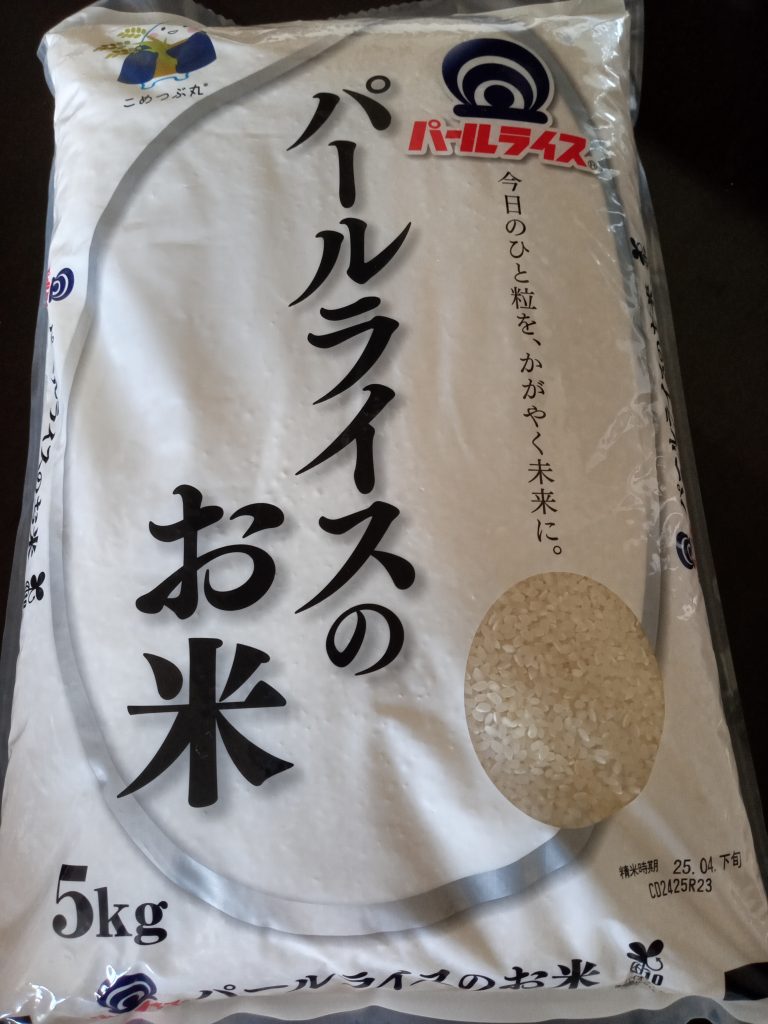 こめつぶ丸
パールライス®
今日のひと粒を、かがやく未来に。
パールライスの
お米
精米時期 25.04.下旬
CD2425R23
5kg
パールライスのお米